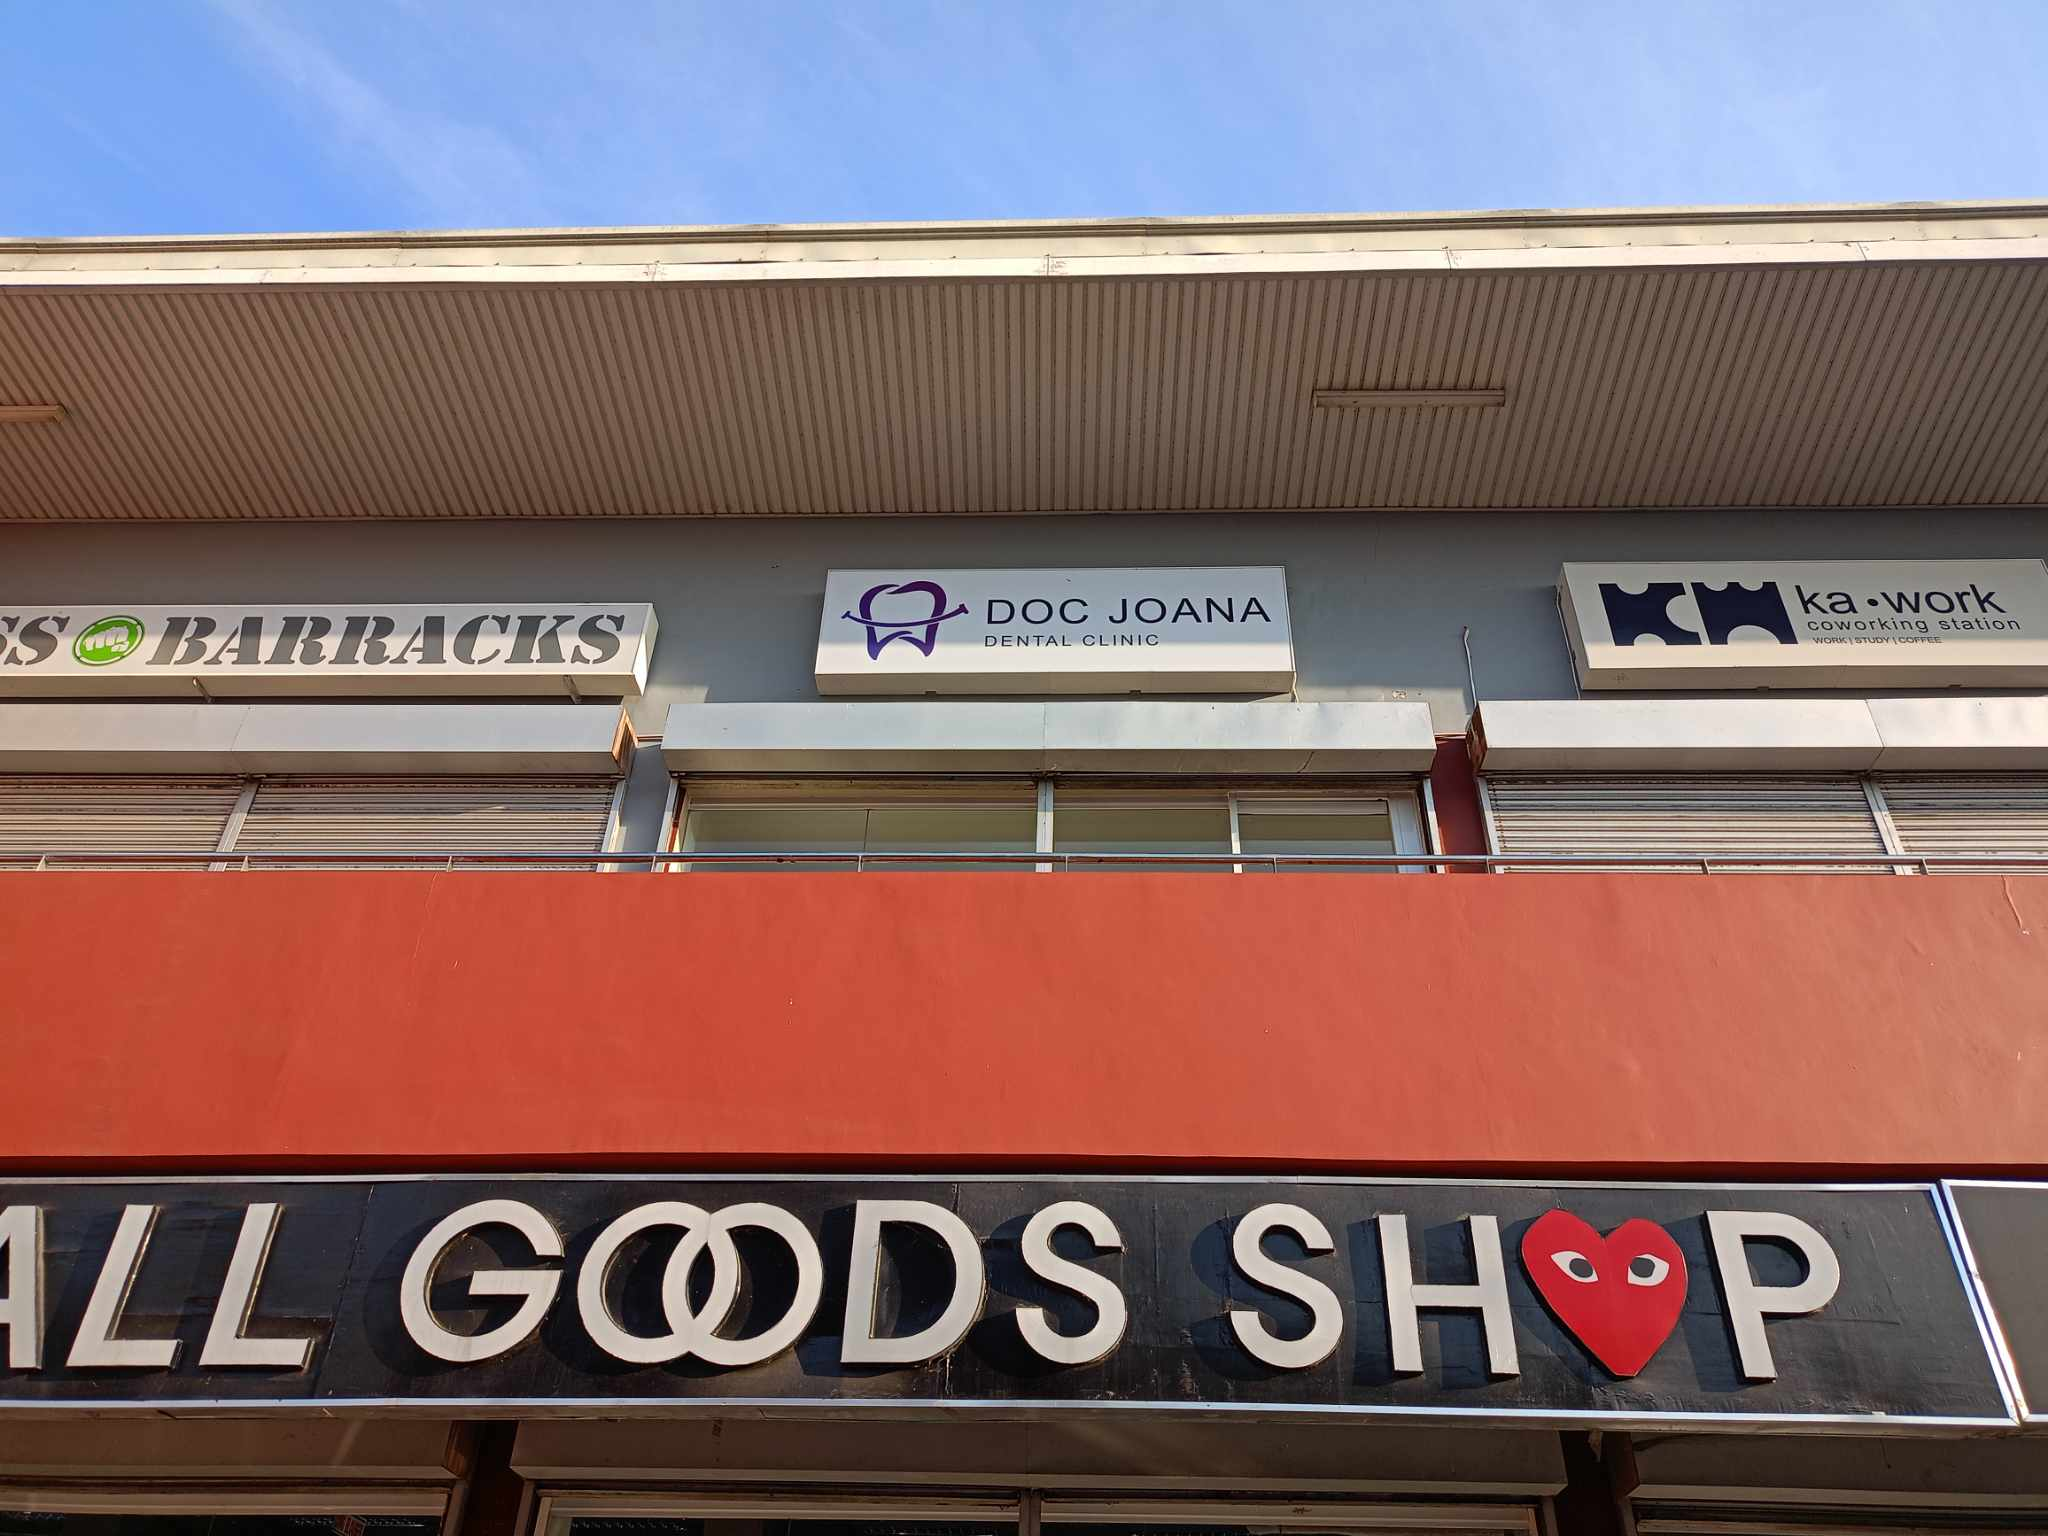 SS BARRACKS
DOC JOANA
DENTAL CLINIC
ka•work
coworking station
WORK | STUDY | COFFEE
ALL GOODS SHOP